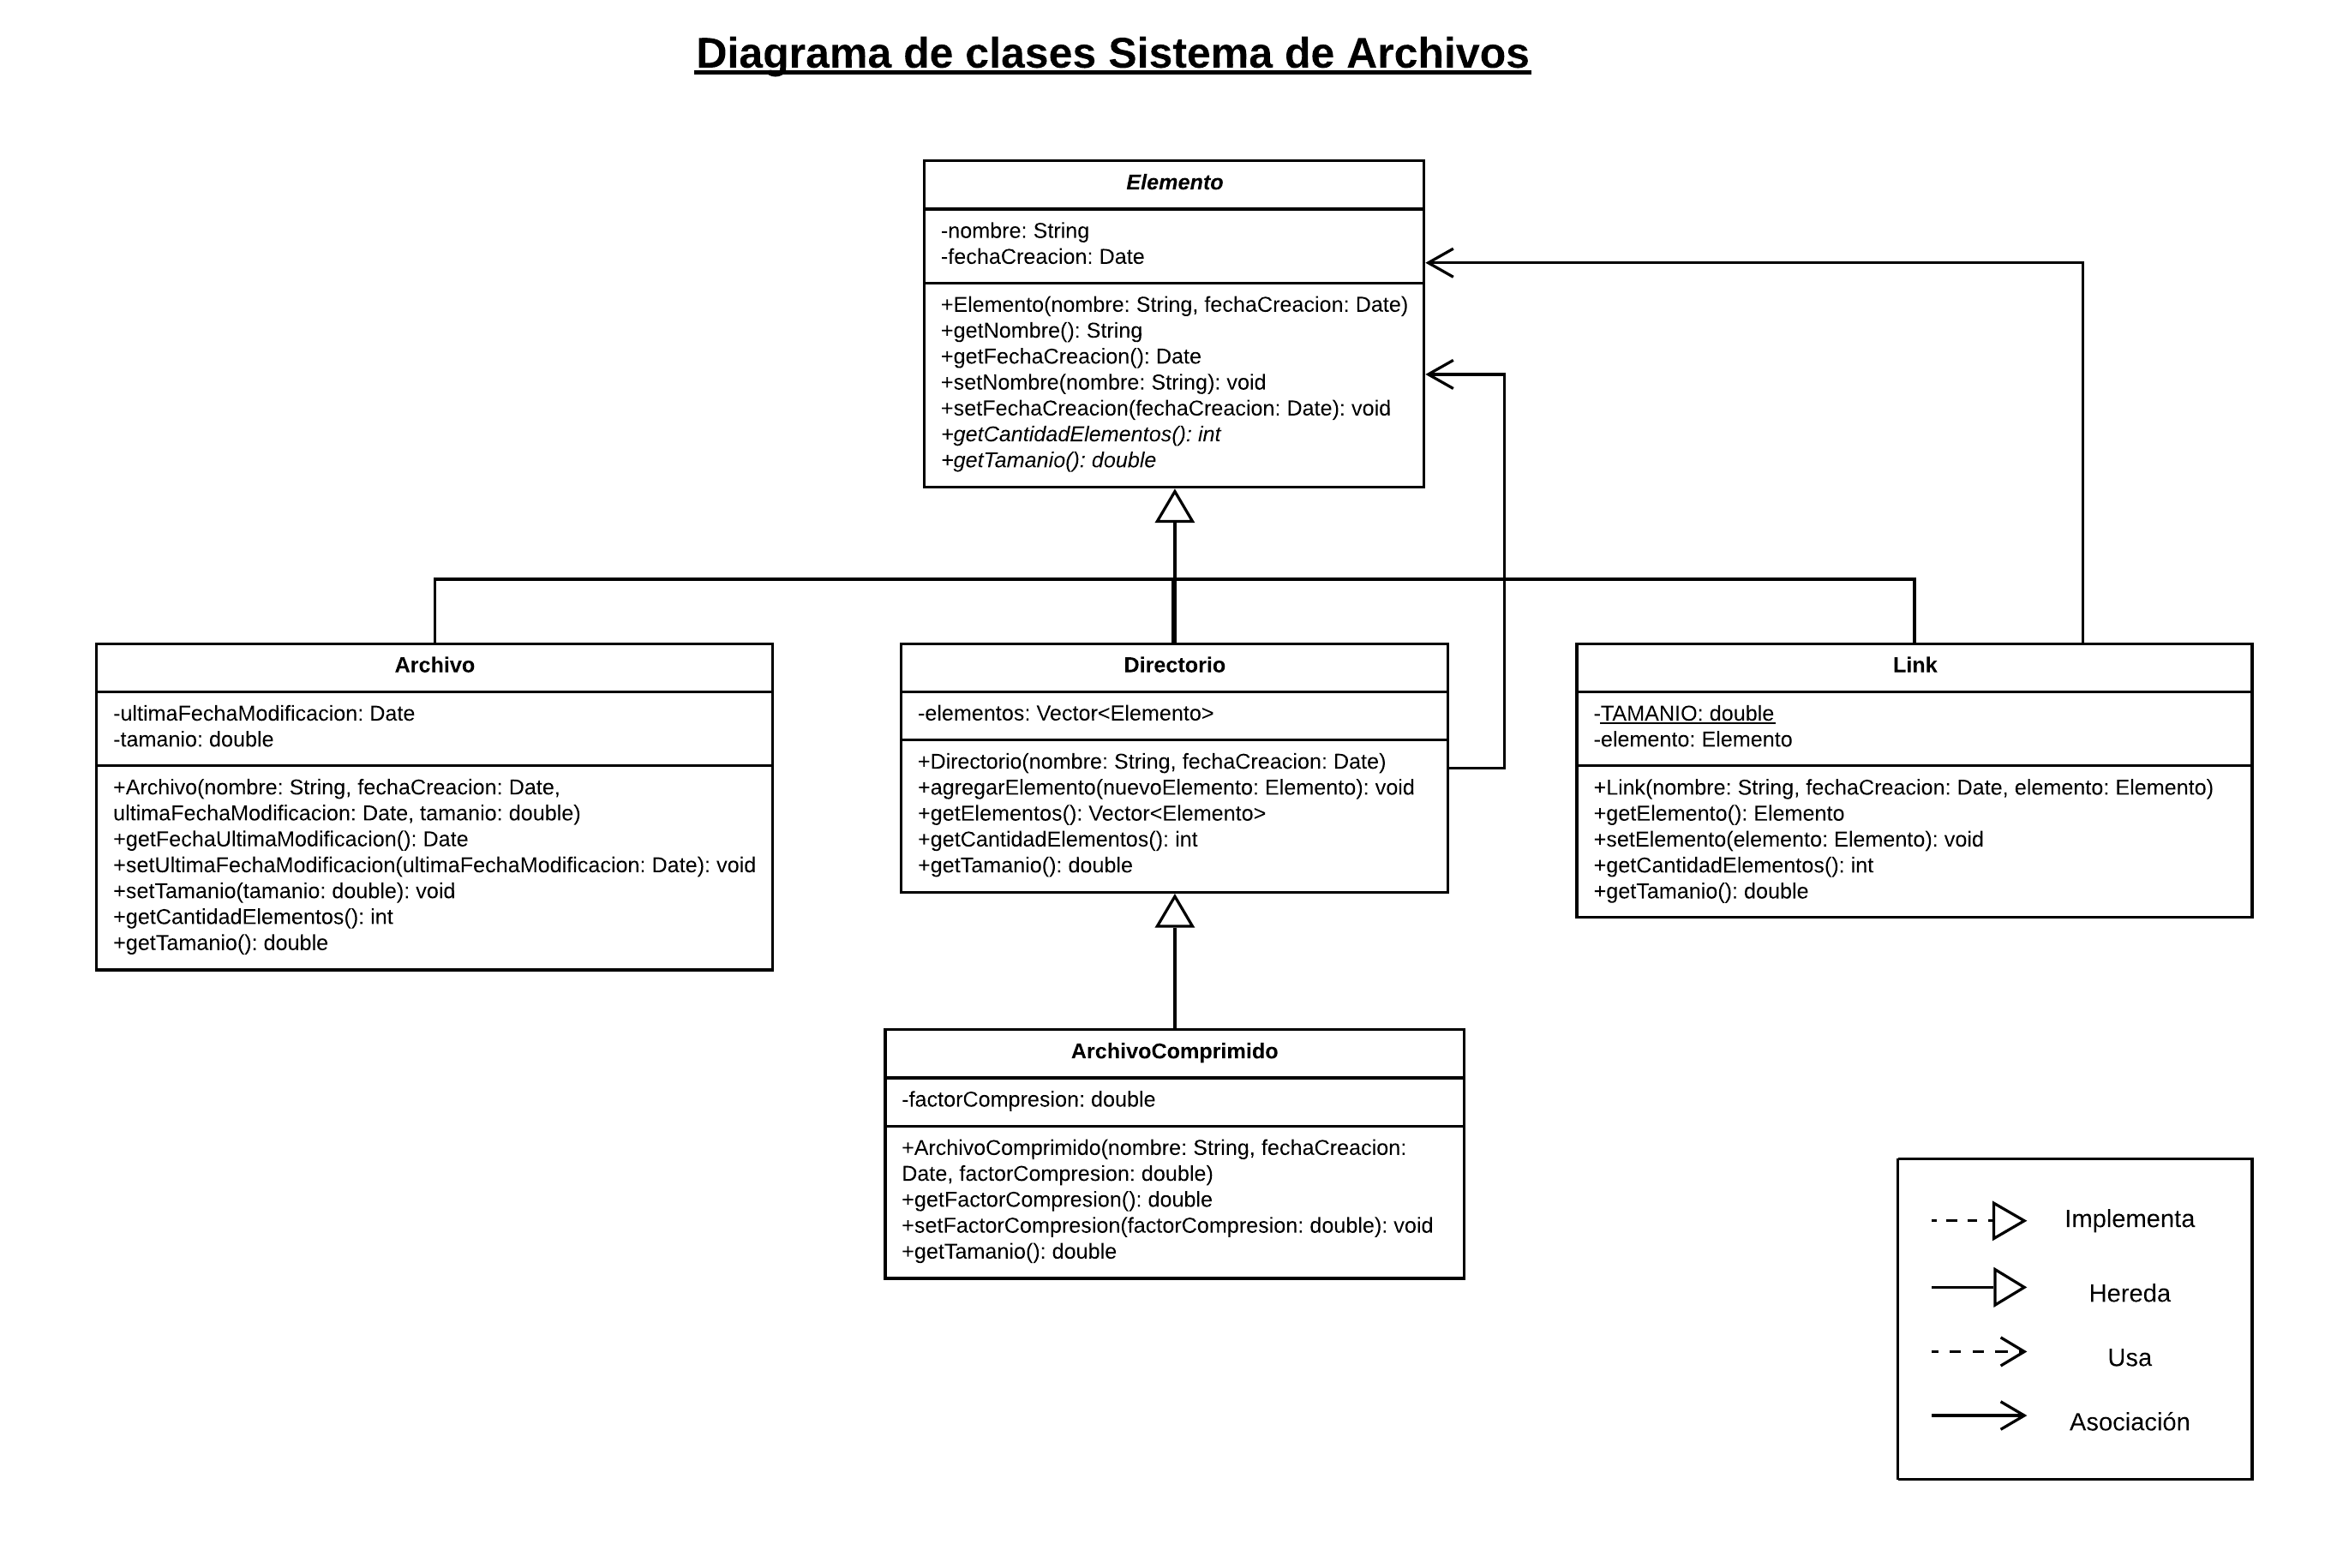 Diagrama de clases Sistema de Archivos
Elemento
-nombre: String
-fechaCreacion: Date
+Elemento(nombre: String, fechaCreacion: Date)
+getNombre(): String
+getFechaCreacion(): Date
+setNombre(nombre: String): void
+setFechaCreacion(fechaCreacion: Date): void
+getCantidadElementos(): int
+getTamanio(): double
Archivo
-ultimaFechaModificacion: Date
-tamanio: double
+Archivo(nombre: String, fechaCreacion: Date,
ultimaFechaModificacion: Date, tamanio: double)
+getFechaUltimaModificacion(): Date
+setUltimaFechaModificacion(ultimaFechaModificacion: Date): void
+setTamanio(tamanio: double): void
+getCantidadElementos(): int
+getTamanio(): double
Directorio
-elementos: Vector<Elemento>
+Directorio(nombre: String, fechaCreacion: Date)
+agregarElemento(nuevoElemento: Elemento): void
+getElementos(): Vector<Elemento>
+getCantidadElementos(): int
+getTamanio(): double
Link
-TAMANIO: double
-elemento: Elemento
+Link(nombre: String, fechaCreacion: Date, elemento: Elemento)
+getElemento(): Elemento
+setElemento(elemento: Elemento): void
+getCantidadElementos(): int
+getTamanio(): double
ArchivoComprimido
-factorCompresion: double
+ArchivoComprimido(nombre: String, fechaCreacion:
Date, factorCompresion: double)
+getFactorCompresion(): double
+setFactorCompresion(factorCompresion: double): void
+getTamanio(): double
Implementa
Hereda
Usa
Asociación